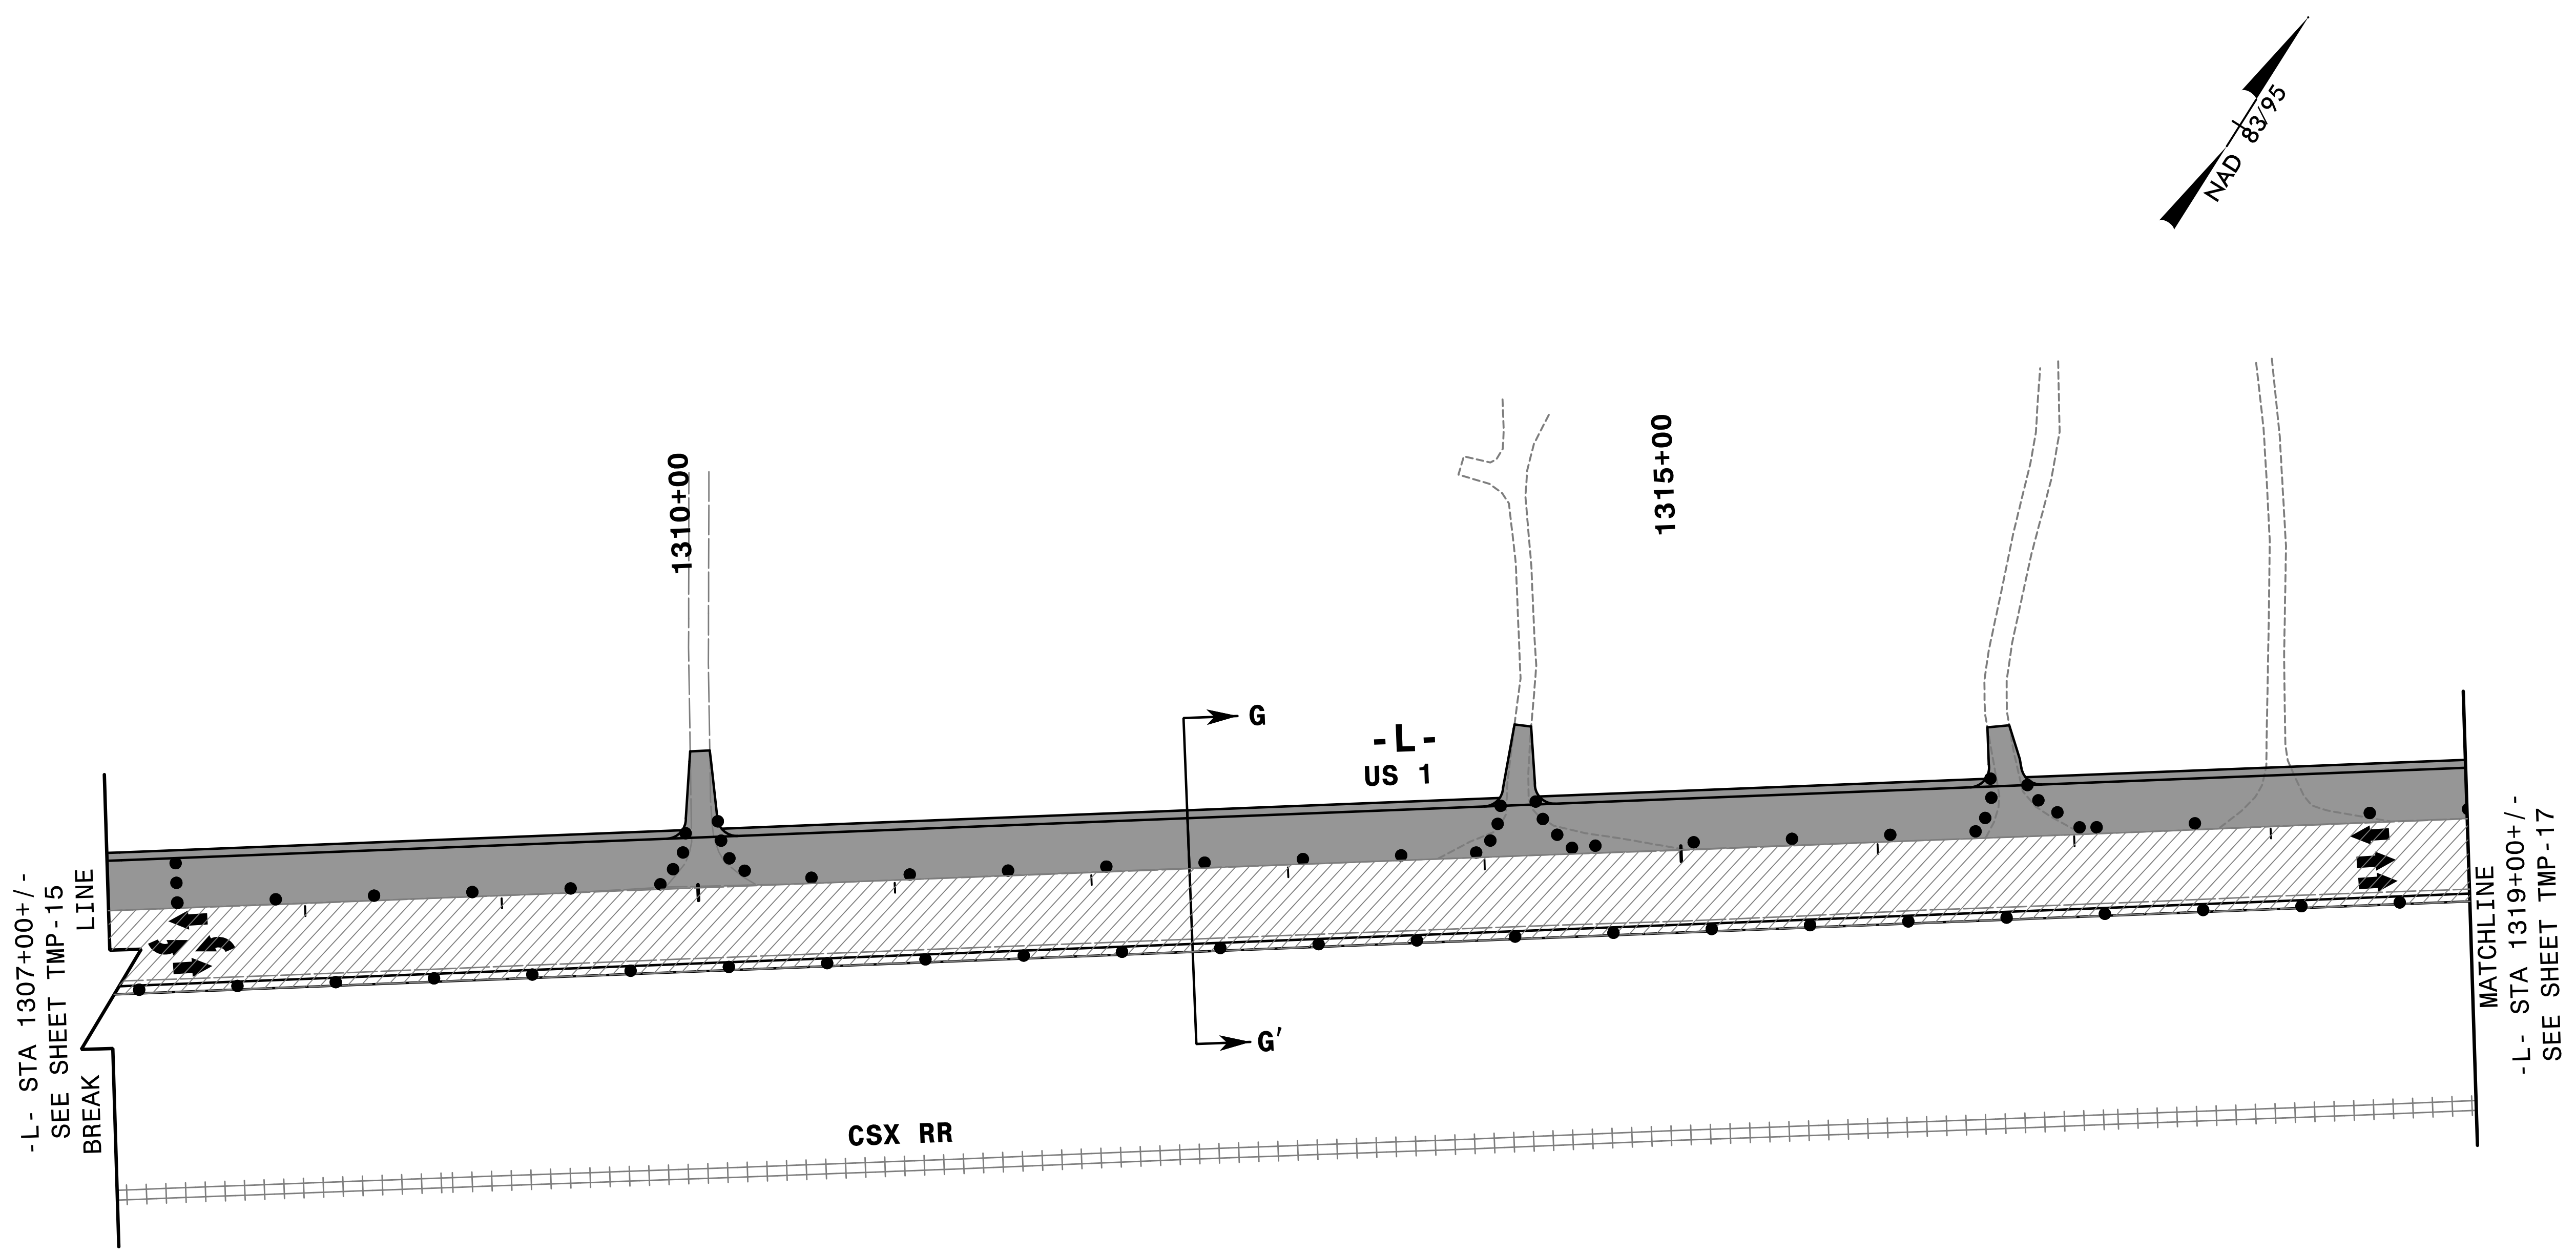 NAD 83/95
1310+00
1315+00
G
-L-
US 1
G'
CSX RR
-L- STA 1307+00+/-
SEE SHEET TMP-15
BREAK LINE
MATCHLINE
-L- STA 1319+00+/-
SEE SHEET TMP-17